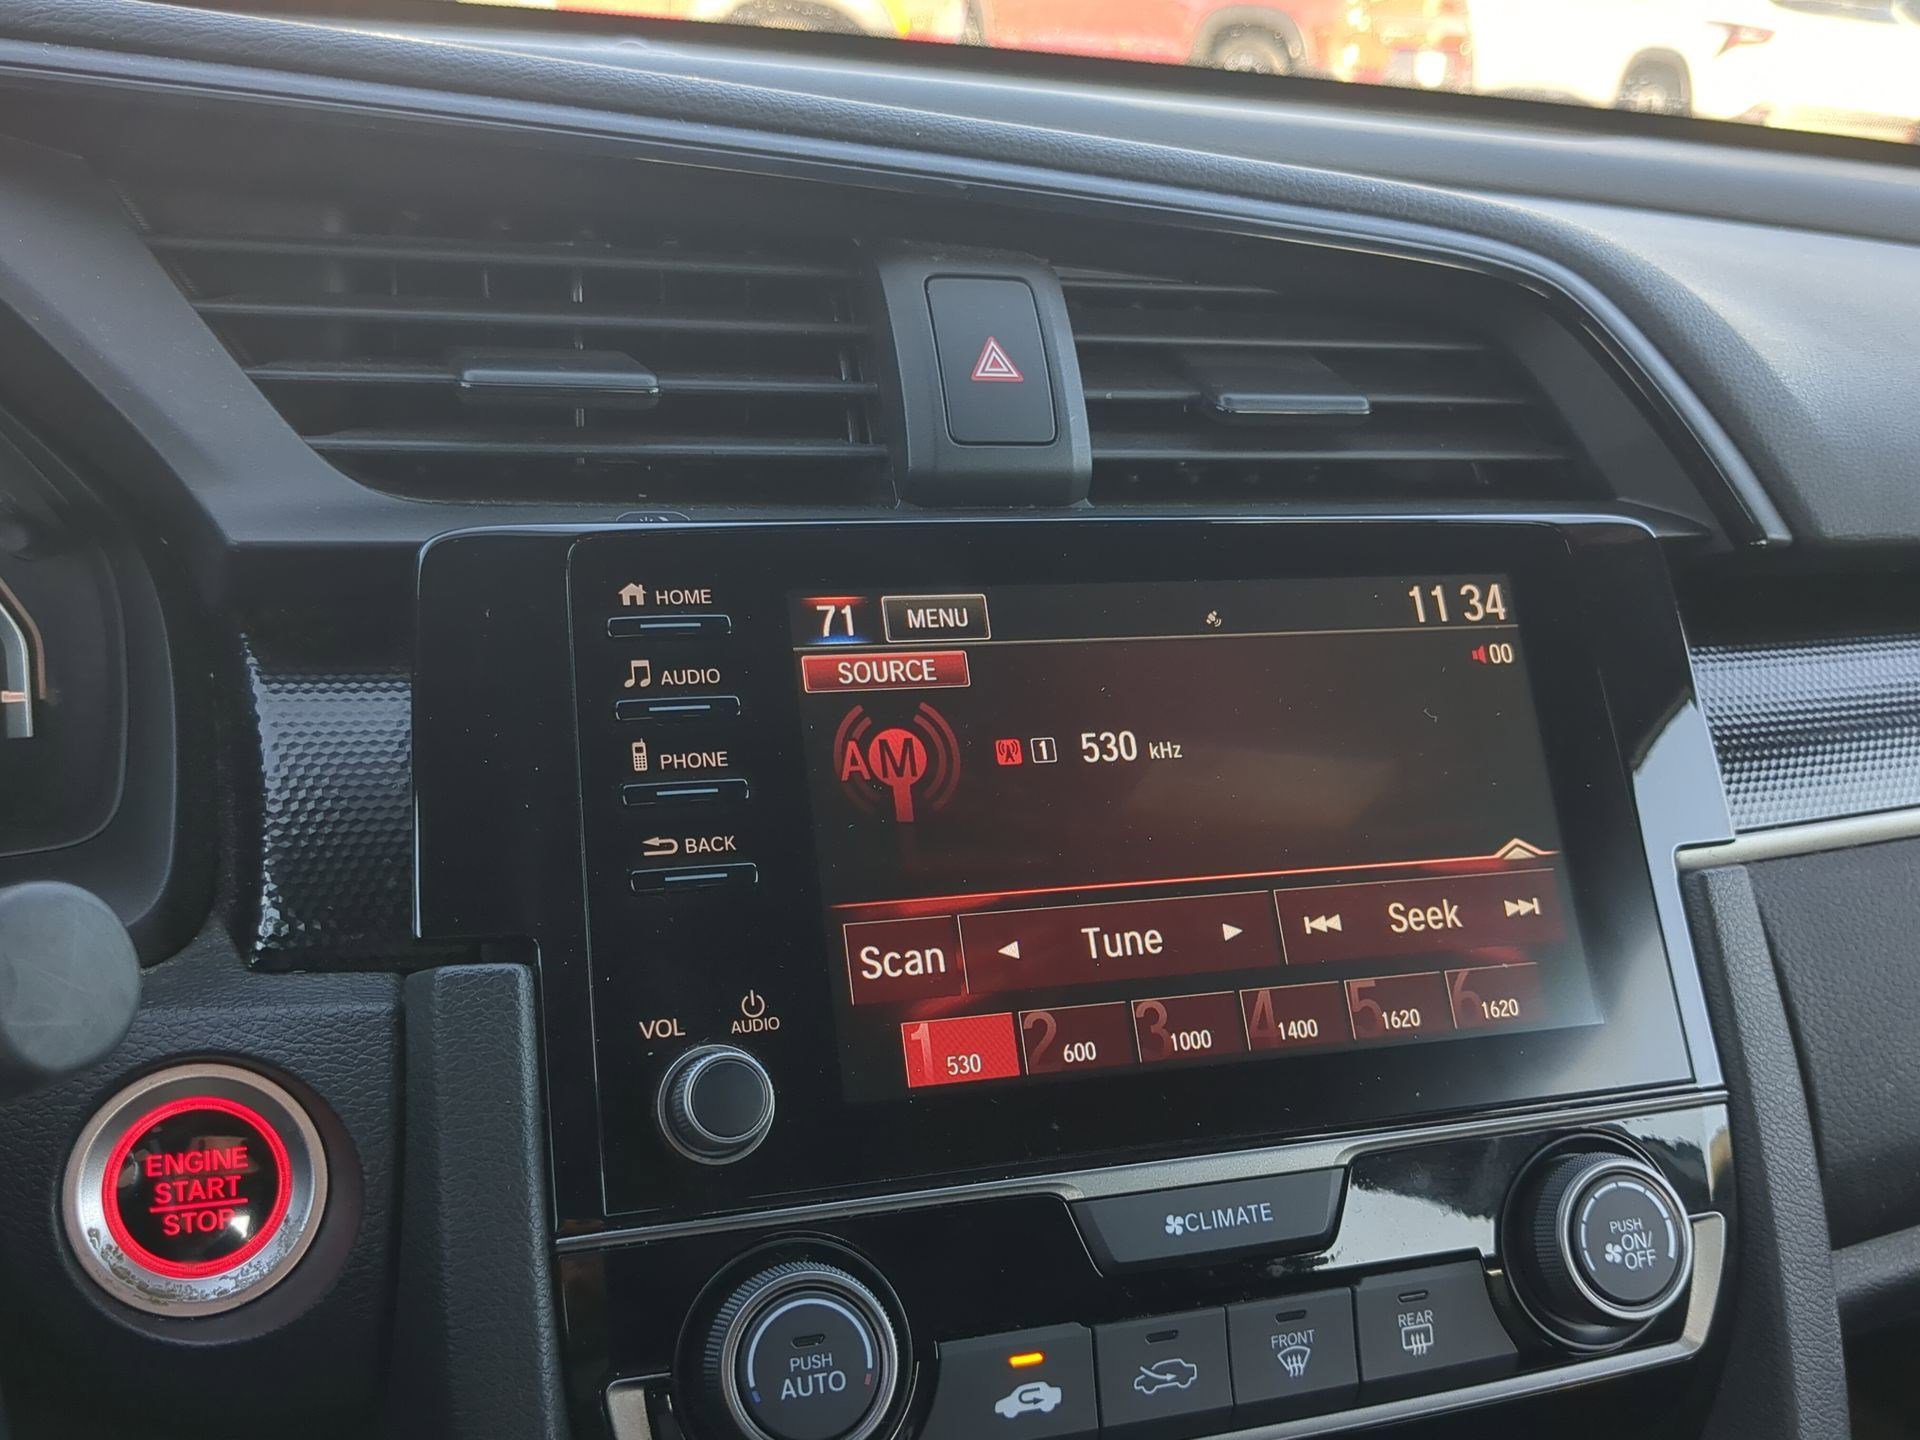 HOME
AUDIO
PHONE
BACK
VOL
AUDIO
71
MENU
11 34
SOURCE
00
AM
1
530 kHz
Scan
Tune
Seek
1 530
2 600
3 1000
4 1400
5 1620
6 1620
ENGINE
START
STOP
CLIMATE
PUSH
AUTO
FRONT
REAR
PUSH
ON/
OFF